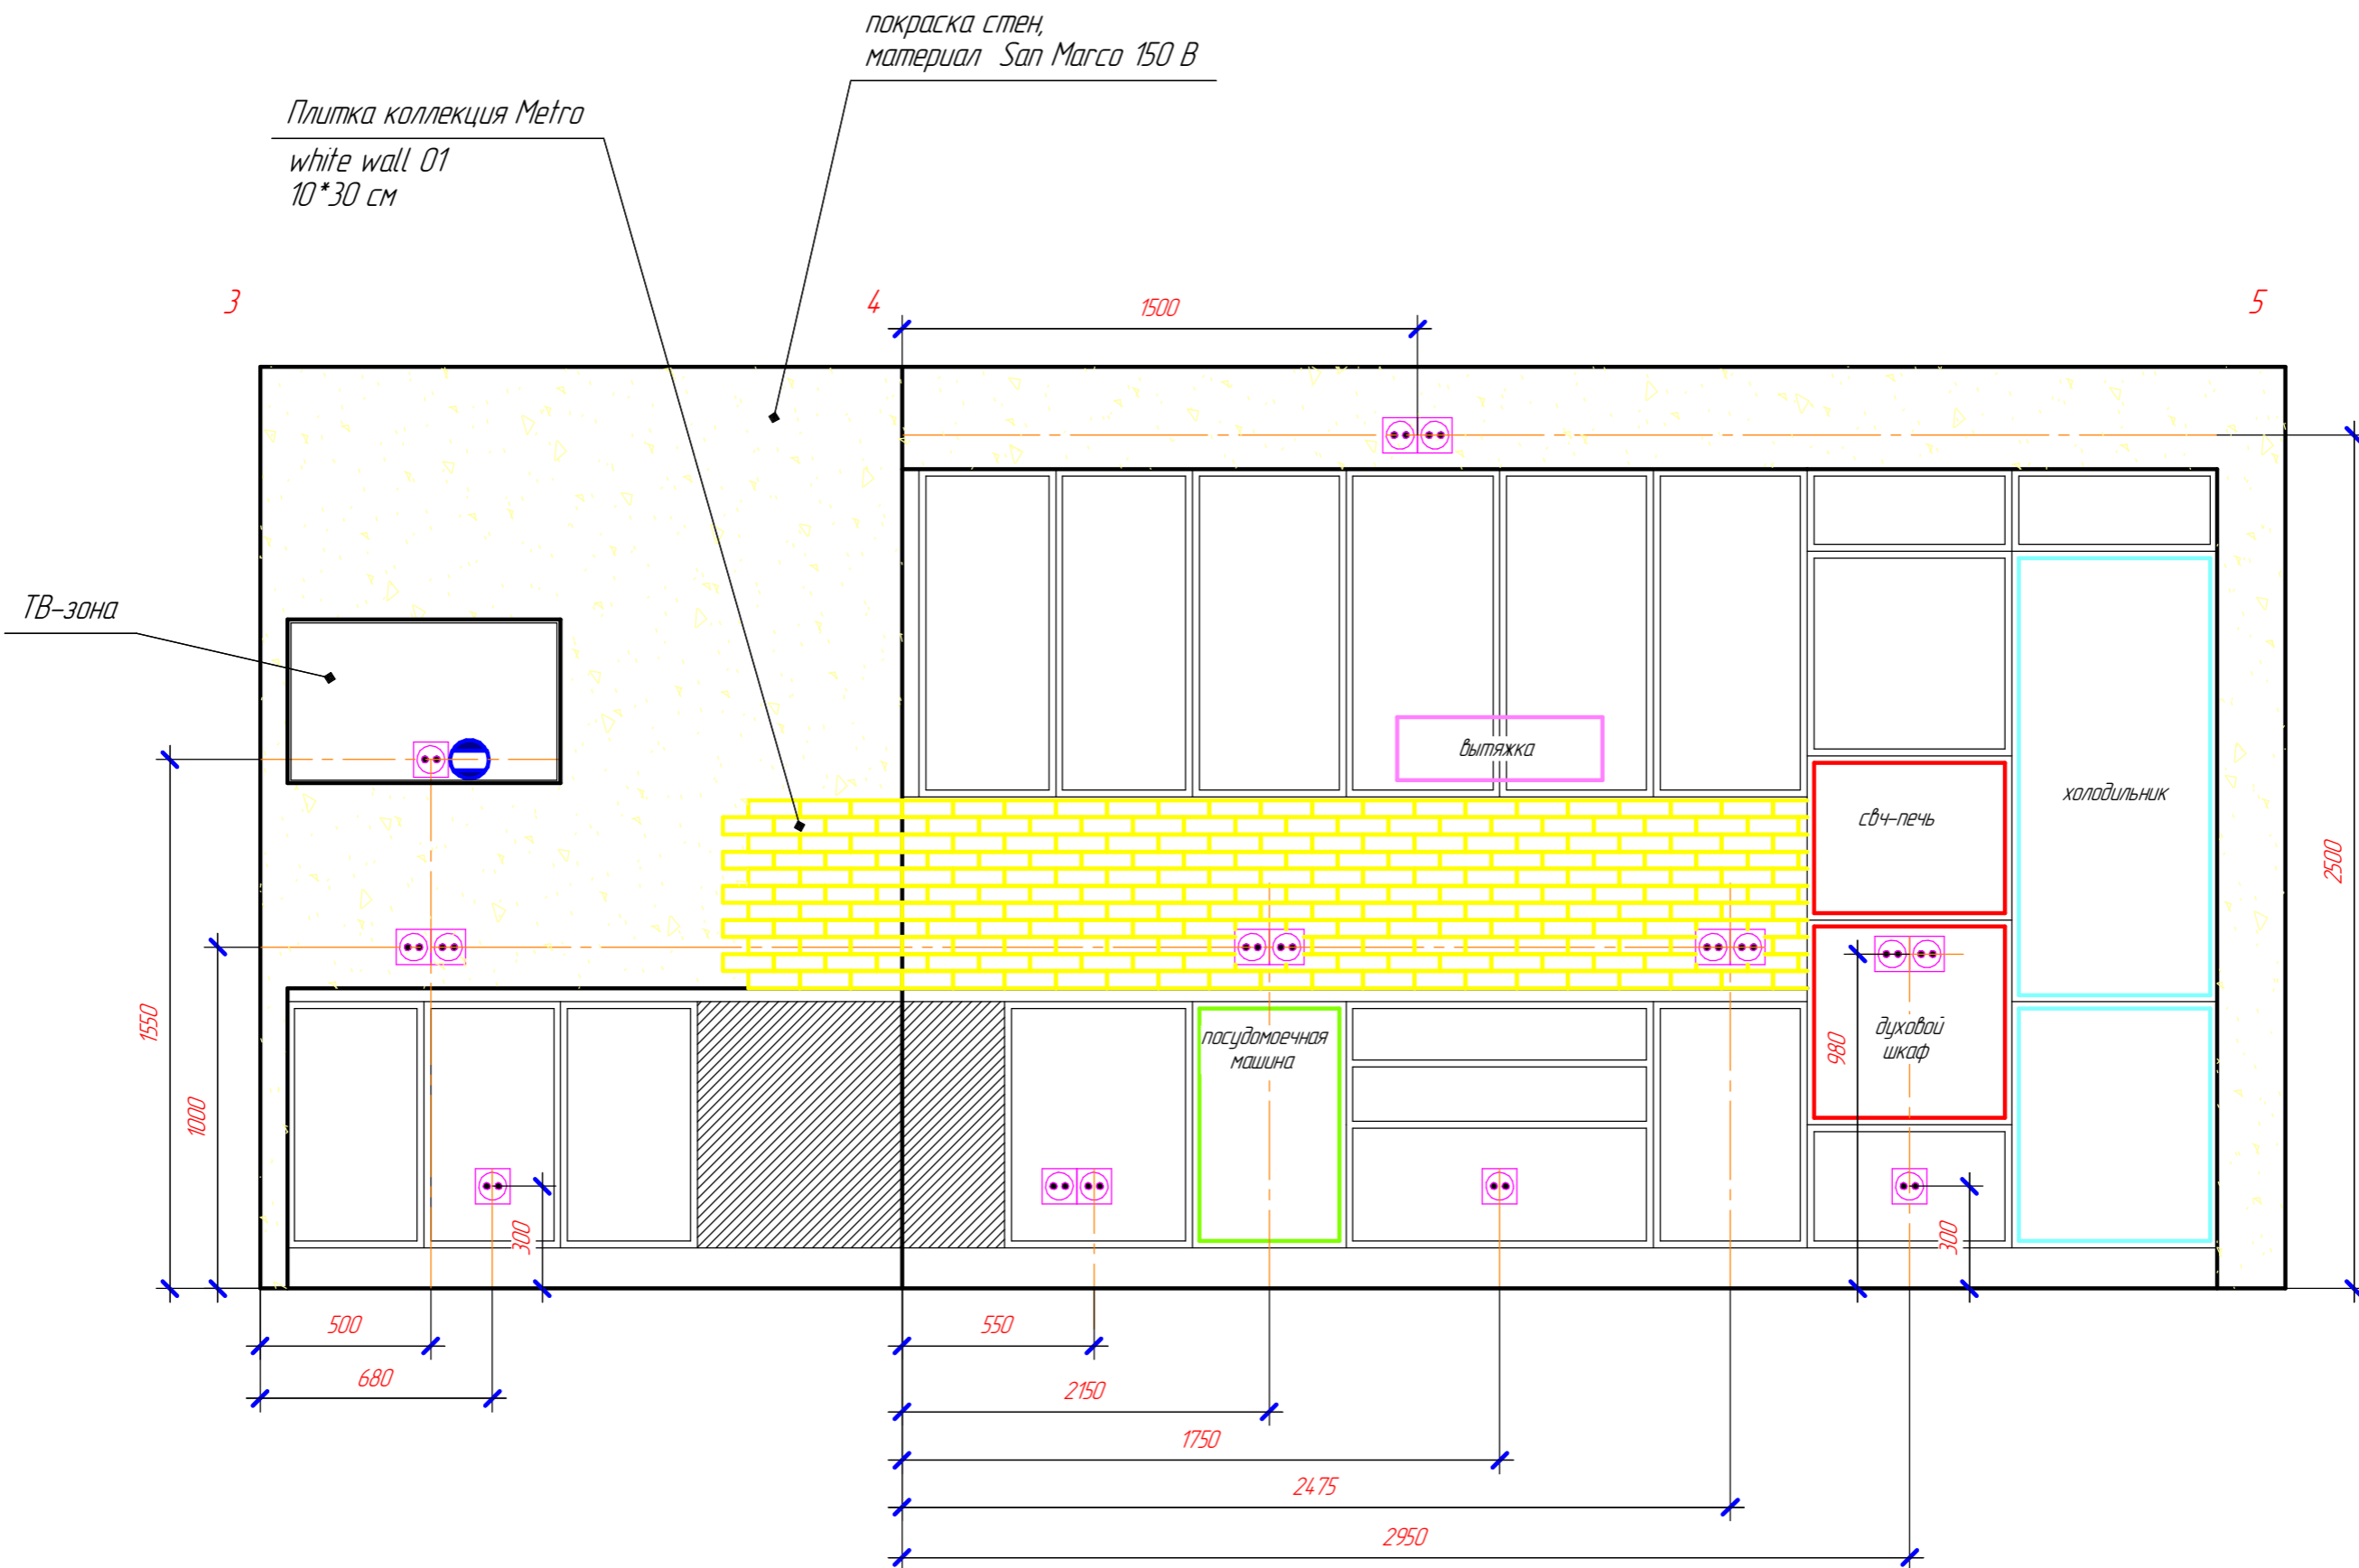 покраска стен,
материал San Marco 150 В
Плитка коллекция Metro
white wall 01
10*30 см
3
4
5
1500
ТВ-зона
вытяжка
свч-печь
холодильник
2500
1550
1000
980
посудомоечная
машина
духовой
шкаф
300
300
500
550
680
2150
1750
2475
2950